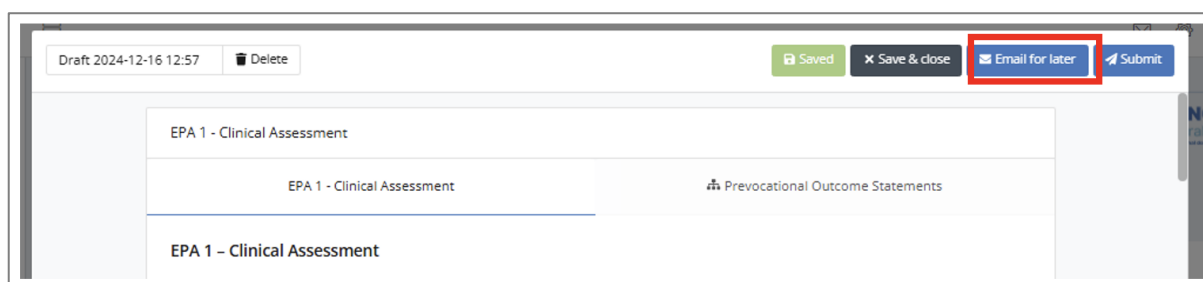 Draft 2024-12-16 12:57 Delete Saved × Save & close Email for later Submit
EPA 1 - Clinical Assessment
EPA 1 - Clinical Assessment Prevocational Outcome Statements
EPA 1 – Clinical Assessment